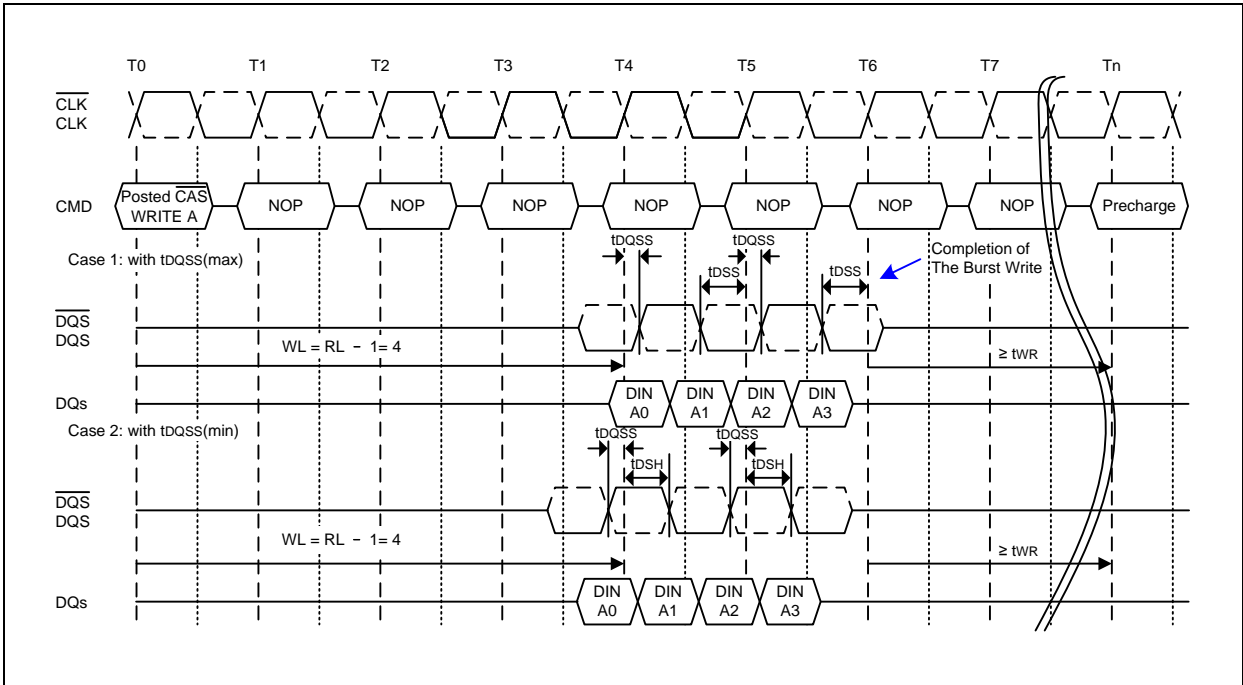 T0 T1 T2 T3 T4 T5 T6 T7 Tn
CLK
CLK
CMD
Posted CAS
WRITE A
NOP NOP NOP NOP NOP NOP NOP Precharge
Case 1: with tDQSS(max)
tDQSS tDQSS
tDSS tDSS
Completion of
The Burst Write
DQS
DQS
WL = RL - 1= 4
≥ tWR
DQs
DIN
A0
DIN
A1
DIN
A2
DIN
A3
Case 2: with tDQSS(min)
tDQSS tDQSS
tDSH tDSH
DQS
DQS
WL = RL - 1= 4
≥ tWR
DQs
DIN
A0
DIN
A1
DIN
A2
DIN
A3